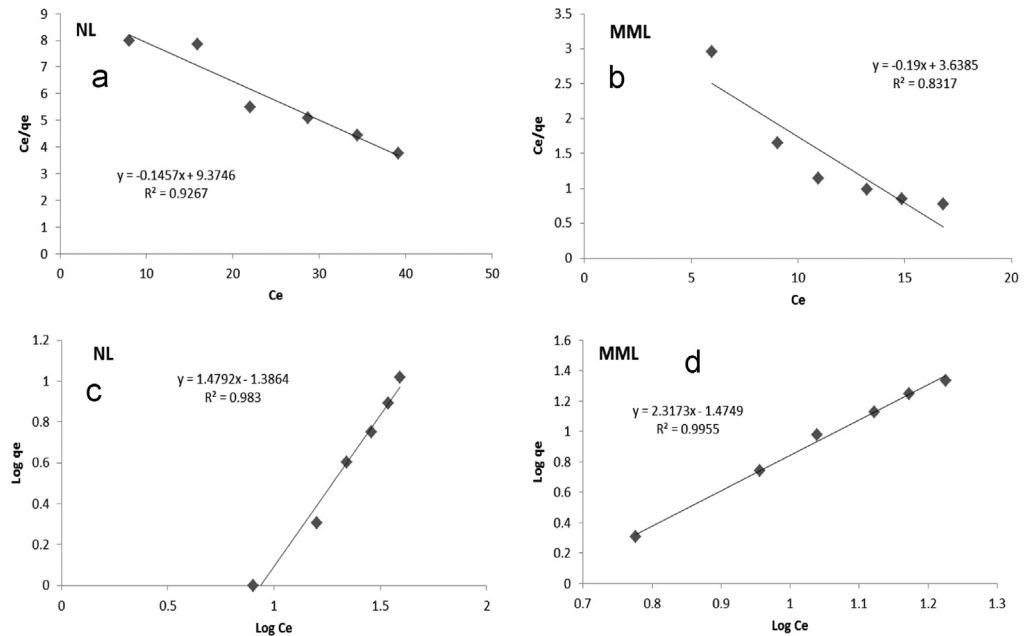 NL
a
y = -0.1457x + 9.3746
R² = 0.9267
Ce/qe
9
8
7
6
5
4
3
2
1
0
0 10 20 30 40 50
Ce
MML
b
y = -0.19x + 3.6385
R² = 0.8317
Ce/qe
3.5
3
2.5
2
1.5
1
0.5
0
0 5 10 15 20
Ce
NL
c
y = 1.4792x - 1.3864
R² = 0.983
Log qe
1.2
1
0.8
0.6
0.4
0.2
0
0 0.5 1 1.5 2
Log Ce
MML
d
y = 2.3173x - 1.4749
R² = 0.9955
Log qe
1.6
1.4
1.2
1
0.8
0.6
0.4
0.2
0
0.7 0.8 0.9 1 1.1 1.2 1.3
Log Ce